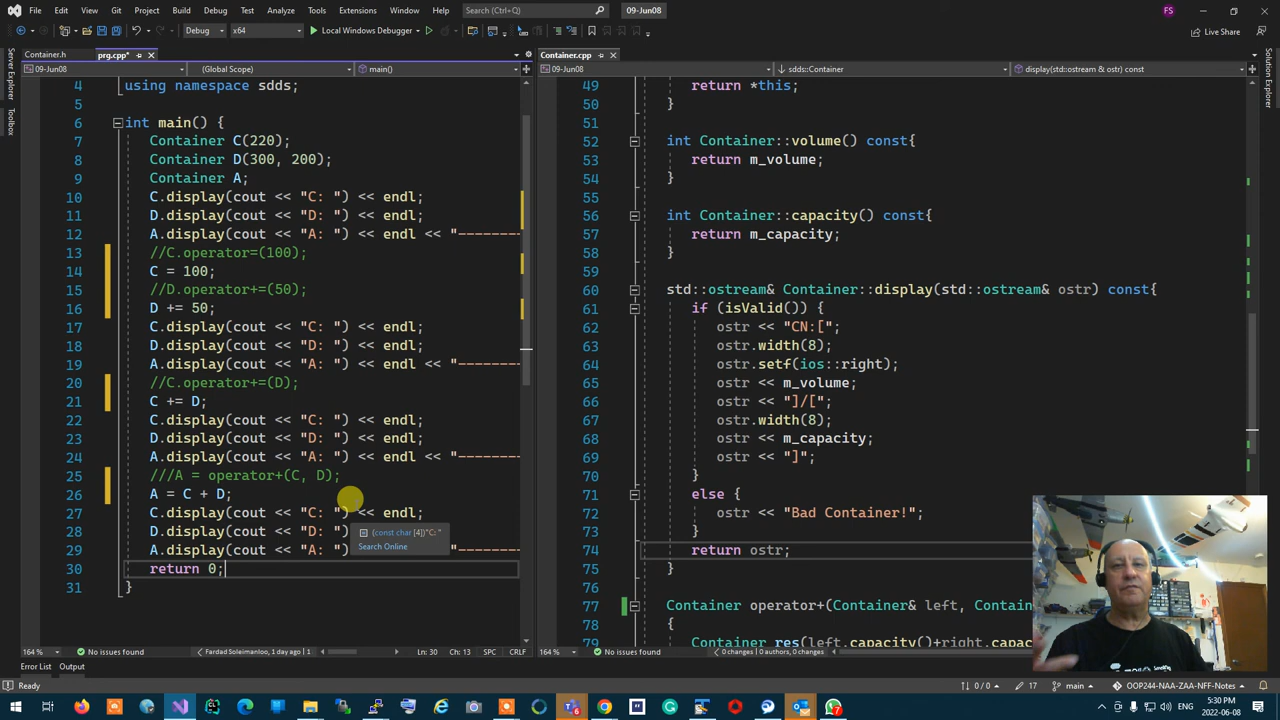 File Edit View Git Project Build Debug Test Analyze Tools Extensions Window Help Search (Ctrl+Q) 09-Jun08 FS
Debug x64 Local Windows Debugger Live Share
Container.h prg.cpp*
09-Jun08 (Global Scope) main()
Server Explorer
Toolbox
4 using namespace sdds;
5
6 int main() {
7 Container C(220);
8 Container D(300, 200);
9 Container A;
10 C.display(cout << "C: ") << endl;
11 D.display(cout << "D: ") << endl;
12 A.display(cout << "A: ") << endl << "--------
13 //C.operator=(100);
14 C = 100;
15 //D.operator+=(50);
16 D += 50;
17 C.display(cout << "C: ") << endl;
18 D.display(cout << "D: ") << endl;
19 A.display(cout << "A: ") << endl << "--------
20 //C.operator+=(D);
21 C += D;
22 C.display(cout << "C: ") << endl;
23 D.display(cout << "D: ") << endl;
24 A.display(cout << "A: ") << endl << "--------
25 ///A = operator+(C, D);
26 A = C + D;
27 C.display(cout << "C: ") << endl;
28 D.display(cout << "D: ")
29 A.display(cout << "A: ") "--------
30 return 0;
31 }
(const char [4])"C: "
Search Online
164 % No issues found Fardad Soleimanloo, 1 day ago | 1 Ln: 30 Ch: 13 SPC CRLF
Container.cpp
09-Jun08 sdds::Container display(std::ostream & ostr) const
49 return *this;
50 }
51
52 int Container::volume() const{
53 return m_volume;
54 }
55
56 int Container::capacity() const{
57 return m_capacity;
58 }
59
60 std::ostream& Container::display(std::ostream& ostr) const{
61 if (isValid()) {
62 ostr << "CN:[";
63 ostr.width(8);
64 ostr.setf(ios::right);
65 ostr << m_volume;
66 ostr << "]/[";
67 ostr.width(8);
68 ostr << m_capacity;
69 ostr << "]";
70 }
71 else {
72 ostr << "Bad Container!";
73 }
74 return ostr;
75 }
76
77 Container operator+(Container& left, Conta
78 {
79 Container res(left.capacity()+right.capa
Solution Explorer
164 % No issues found 0 changes | 0 authors, 0 changes
Error List Output
Ready 0 / 0 17 main OOP244-NAA-ZAA-NFF-Notes
5:30 PM
2022-06-08